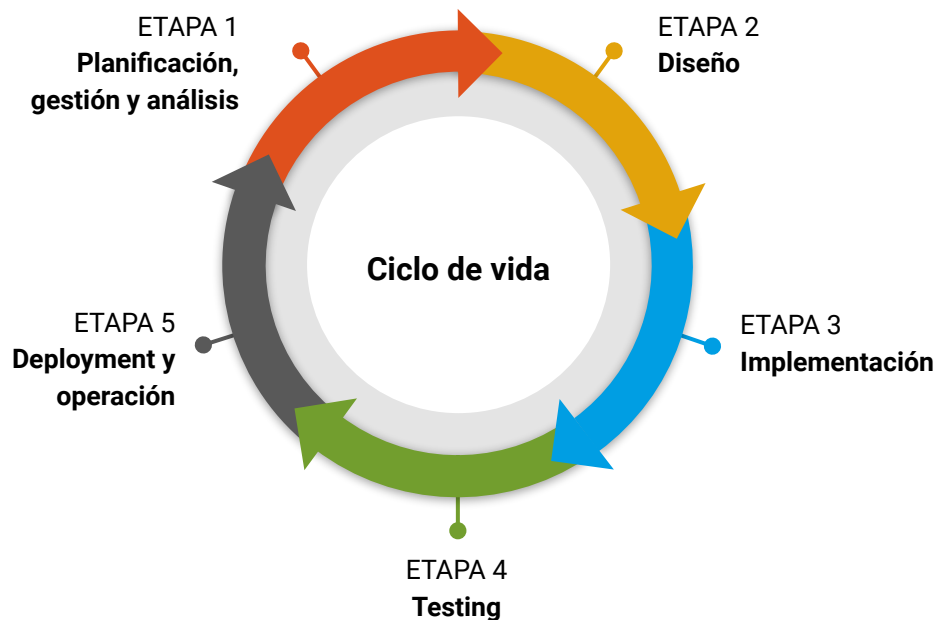 ETAPA 1
Planificación,
gestión y análisis
ETAPA 2
Diseño
Ciclo de vida
ETAPA 3
Implementación
ETAPA 4
Testing
ETAPA 5
Deployment y
operación